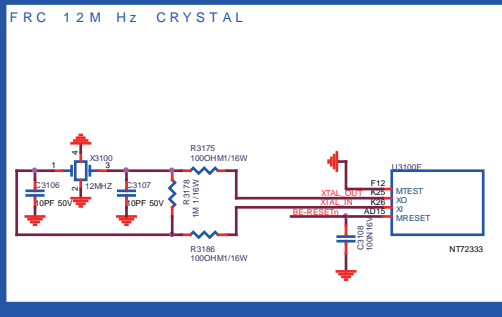 FRC 12M Hz CRYSTAL
R3175
100OHM1/16W
4
1
X3100
3
2
12MHZ
C3106
10PF 50V
C3107
10PF 50V
R3178
1M 1/16W
R3186
100OHM1/16W
U3100F
F12
MTEST
XTAL_OUT
K25
XO
XTAL_IN
K26
XI
BE-RESETn
AD15
MRESET
C3108
100N16V
NT72333